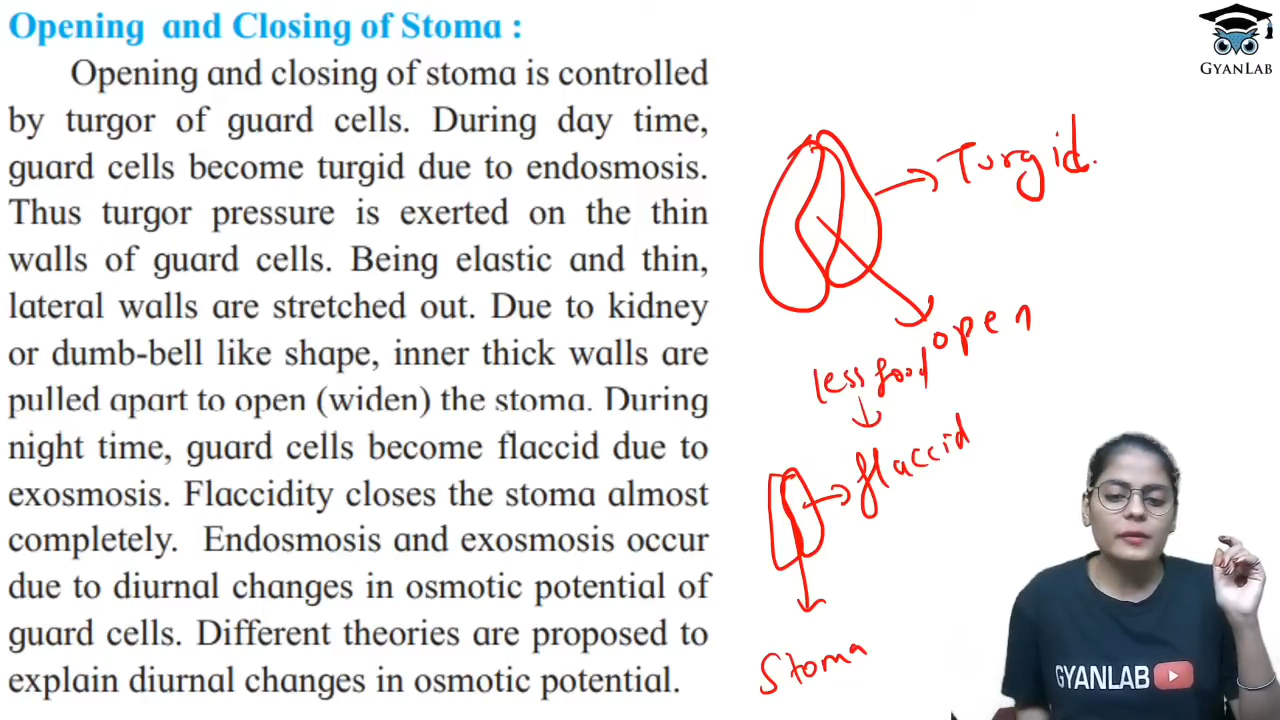 Opening and Closing of Stoma :
Opening and closing of stoma is controlled
by turgor of guard cells. During day time,
guard cells become turgid due to endosmosis.
Thus turgor pressure is exerted on the thin
walls of guard cells. Being elastic and thin,
lateral walls are stretched out. Due to kidney
or dumb-bell like shape, inner thick walls are
pulled apart to open (widen) the stoma. During
night time, guard cells become flaccid due to
exosmosis. Flaccidity closes the stoma almost
completely. Endosmosis and exosmosis occur
due to diurnal changes in osmotic potential of
guard cells. Different theories are proposed to
explain diurnal changes in osmotic potential.
GYANLAB
Turgid.
open
less food
flaccid
Stoma
GYANLAB